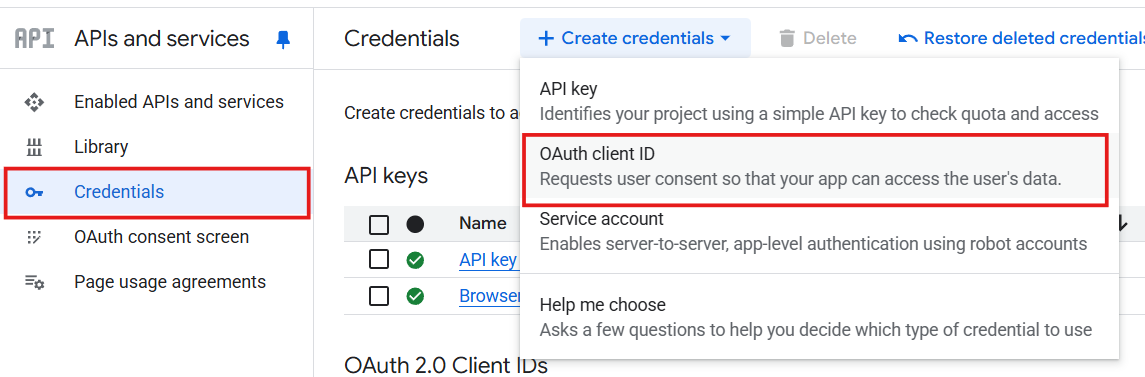 API APIs and services
Enabled APIs and services
Library
Credentials
OAuth consent screen
Page usage agreements
Credentials
+ Create credentials
Delete
Restore deleted credentials
Create credentials to a
API key
Identifies your project using a simple API key to check quota and access
OAuth client ID
Requests user consent so that your app can access the user's data.
Service account
Enables server-to-server, app-level authentication using robot accounts
Help me choose
Asks a few questions to help you decide which type of credential to use
API keys
Name
API key
Browser
OAuth 2.0 Client IDs